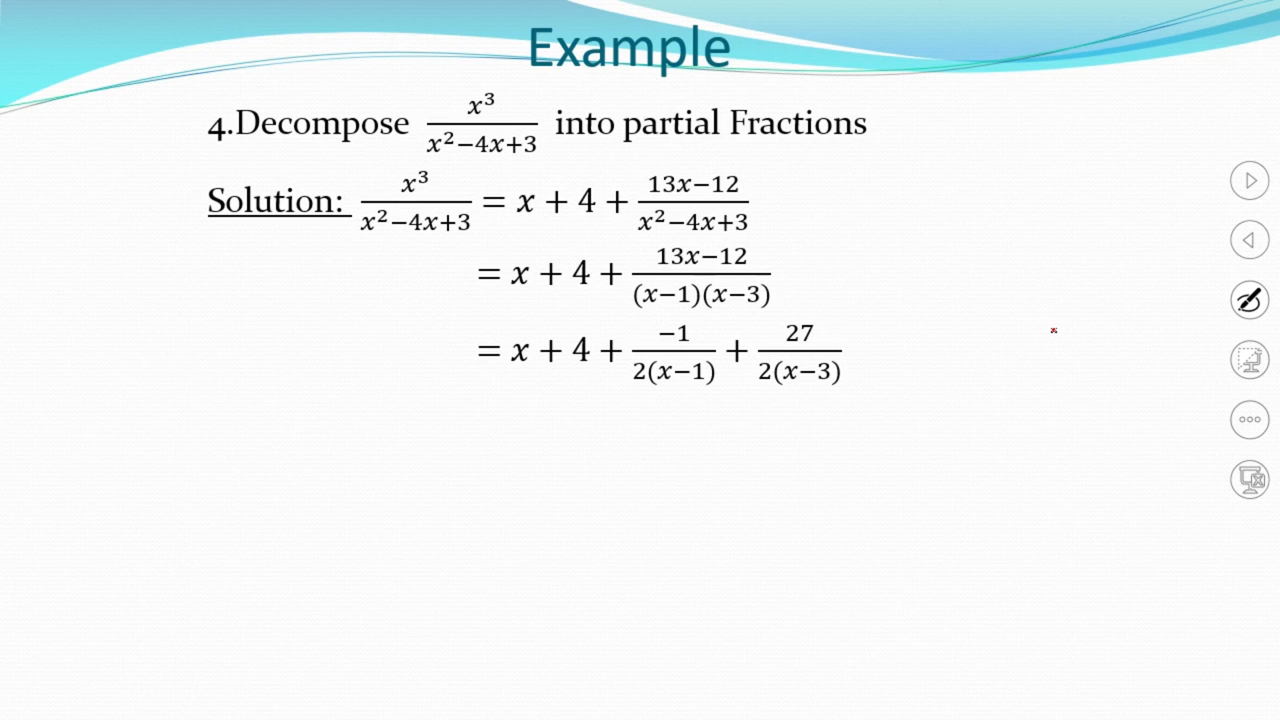 Example
4.Decompose x³/(x²−4x+3) into partial Fractions
Solution: x³/(x²−4x+3) = x + 4 + (13x−12)/(x²−4x+3)
= x + 4 + (13x−12)/((x−1)(x−3))
= x + 4 + −1/(2(x−1)) + 27/(2(x−3))